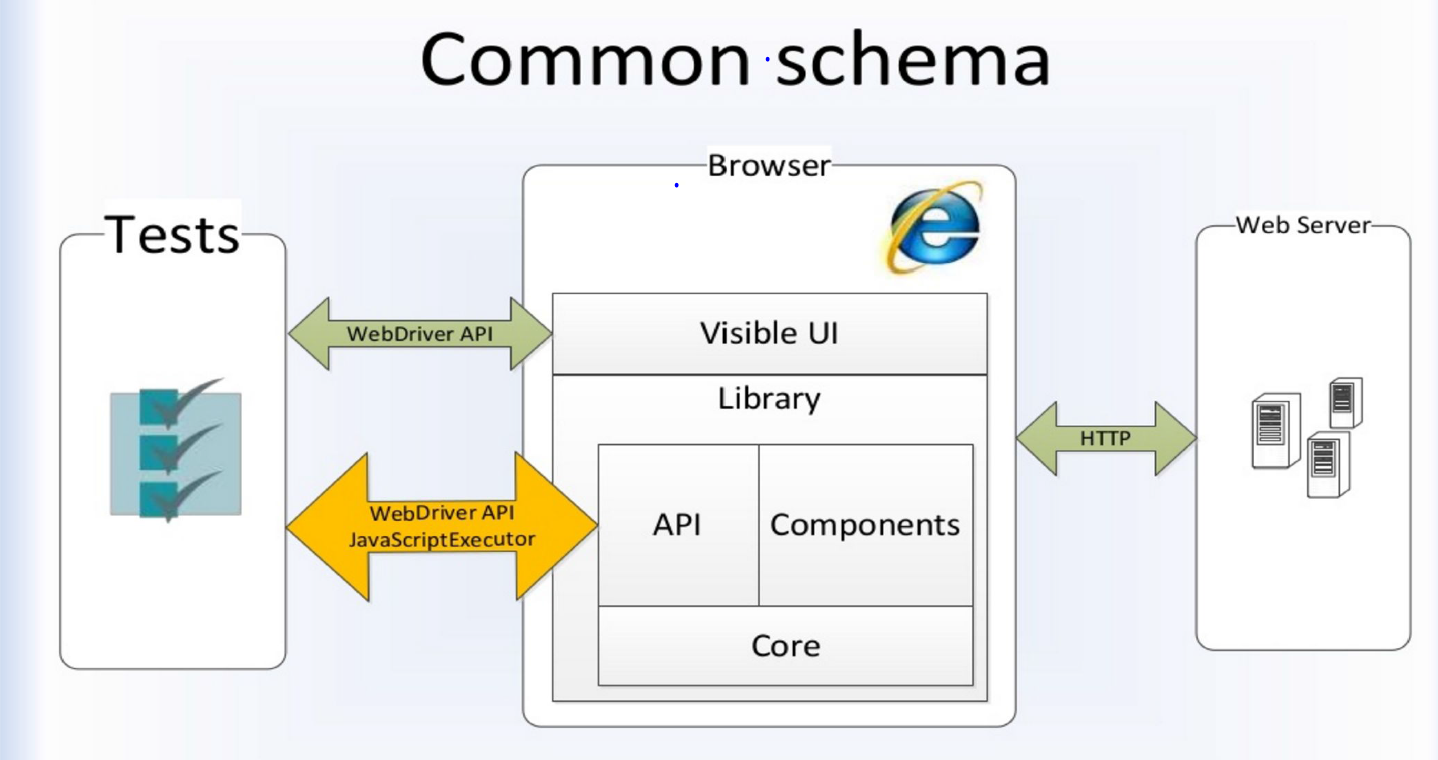 Common schema
Browser
Tests
Web Server
WebDriver API
Visible UI
Library
HTTP
WebDriver API
JavaScriptExecutor
API
Components
Core